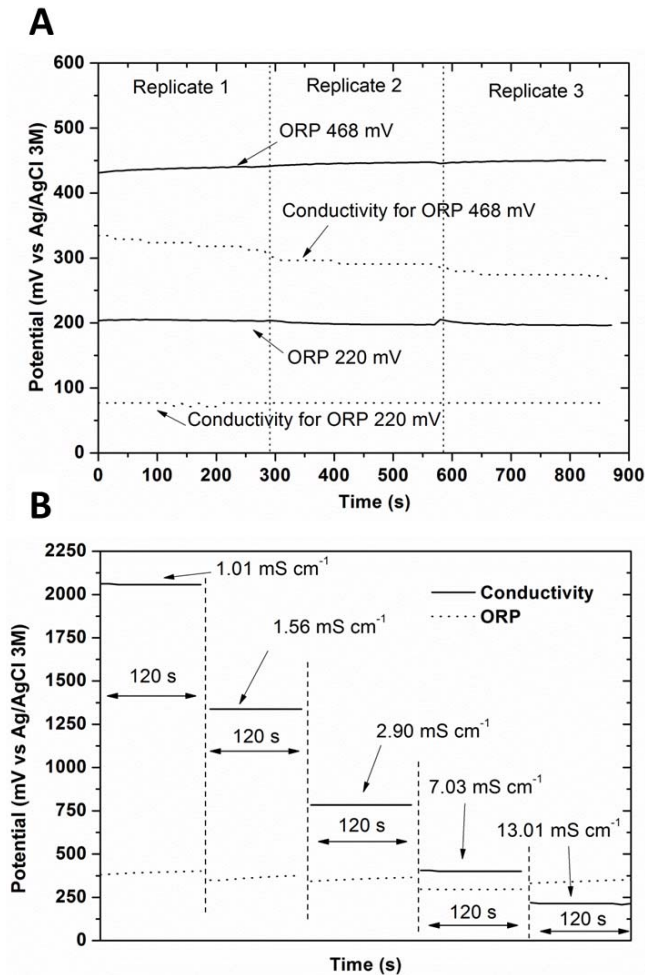 A
Potential (mV vs Ag/AgCl 3M)
600
500
400
300
200
100
0
Replicate 1
Replicate 2
Replicate 3
ORP 468 mV
Conductivity for ORP 468 mV
ORP 220 mV
Conductivity for ORP 220 mV
0 100 200 300 400 500 600 700 800 900
Time (s)
B
Potential (mV vs Ag/AgCl 3M)
2250
2000
1750
1500
1250
1000
750
500
250
0
1.01 mS cm⁻¹
Conductivity
ORP
1.56 mS cm⁻¹
120 s
120 s
2.90 mS cm⁻¹
120 s
7.03 mS cm⁻¹
13.01 mS cm⁻¹
120 s
120 s
Time (s)